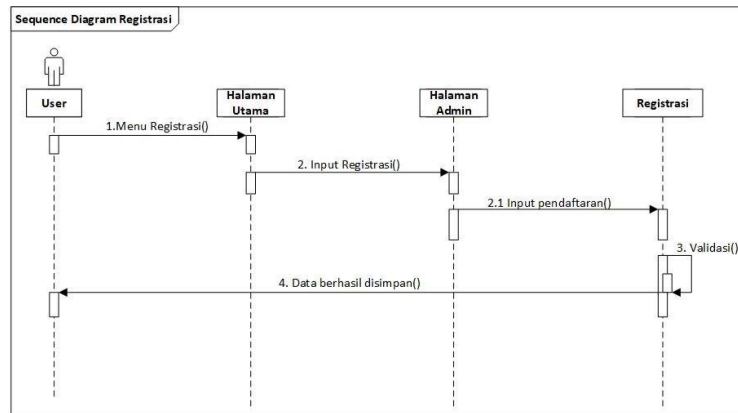 Sequence Diagram Registrasi
User
Halaman
Utama
Halaman
Admin
Registrasi
1.Menu Registrasi()
2. Input Registrasi()
2.1 Input pendaftaran()
3. Validasi()
4. Data berhasil disimpan()